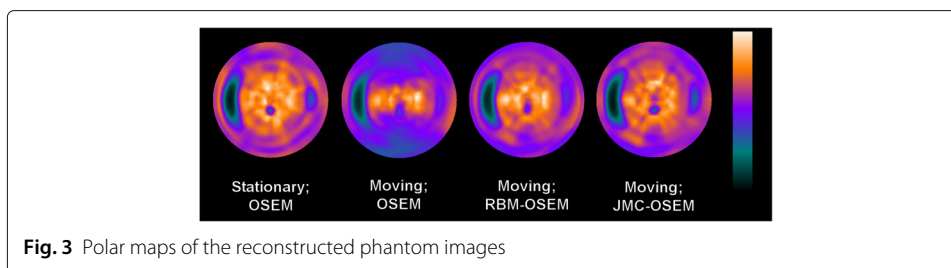 Stationary;
OSEM
Moving;
OSEM
Moving;
RBM-OSEM
Moving;
JMC-OSEM
Fig. 3 Polar maps of the reconstructed phantom images